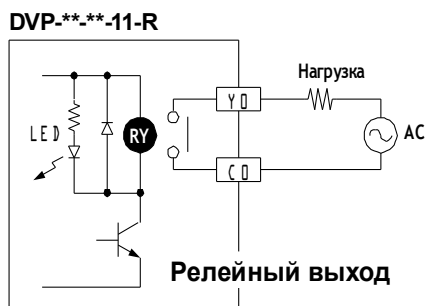 DVP-**-**-11-R
Нагрузка
Y0
LED
RY
AC
C0
Релейный выход